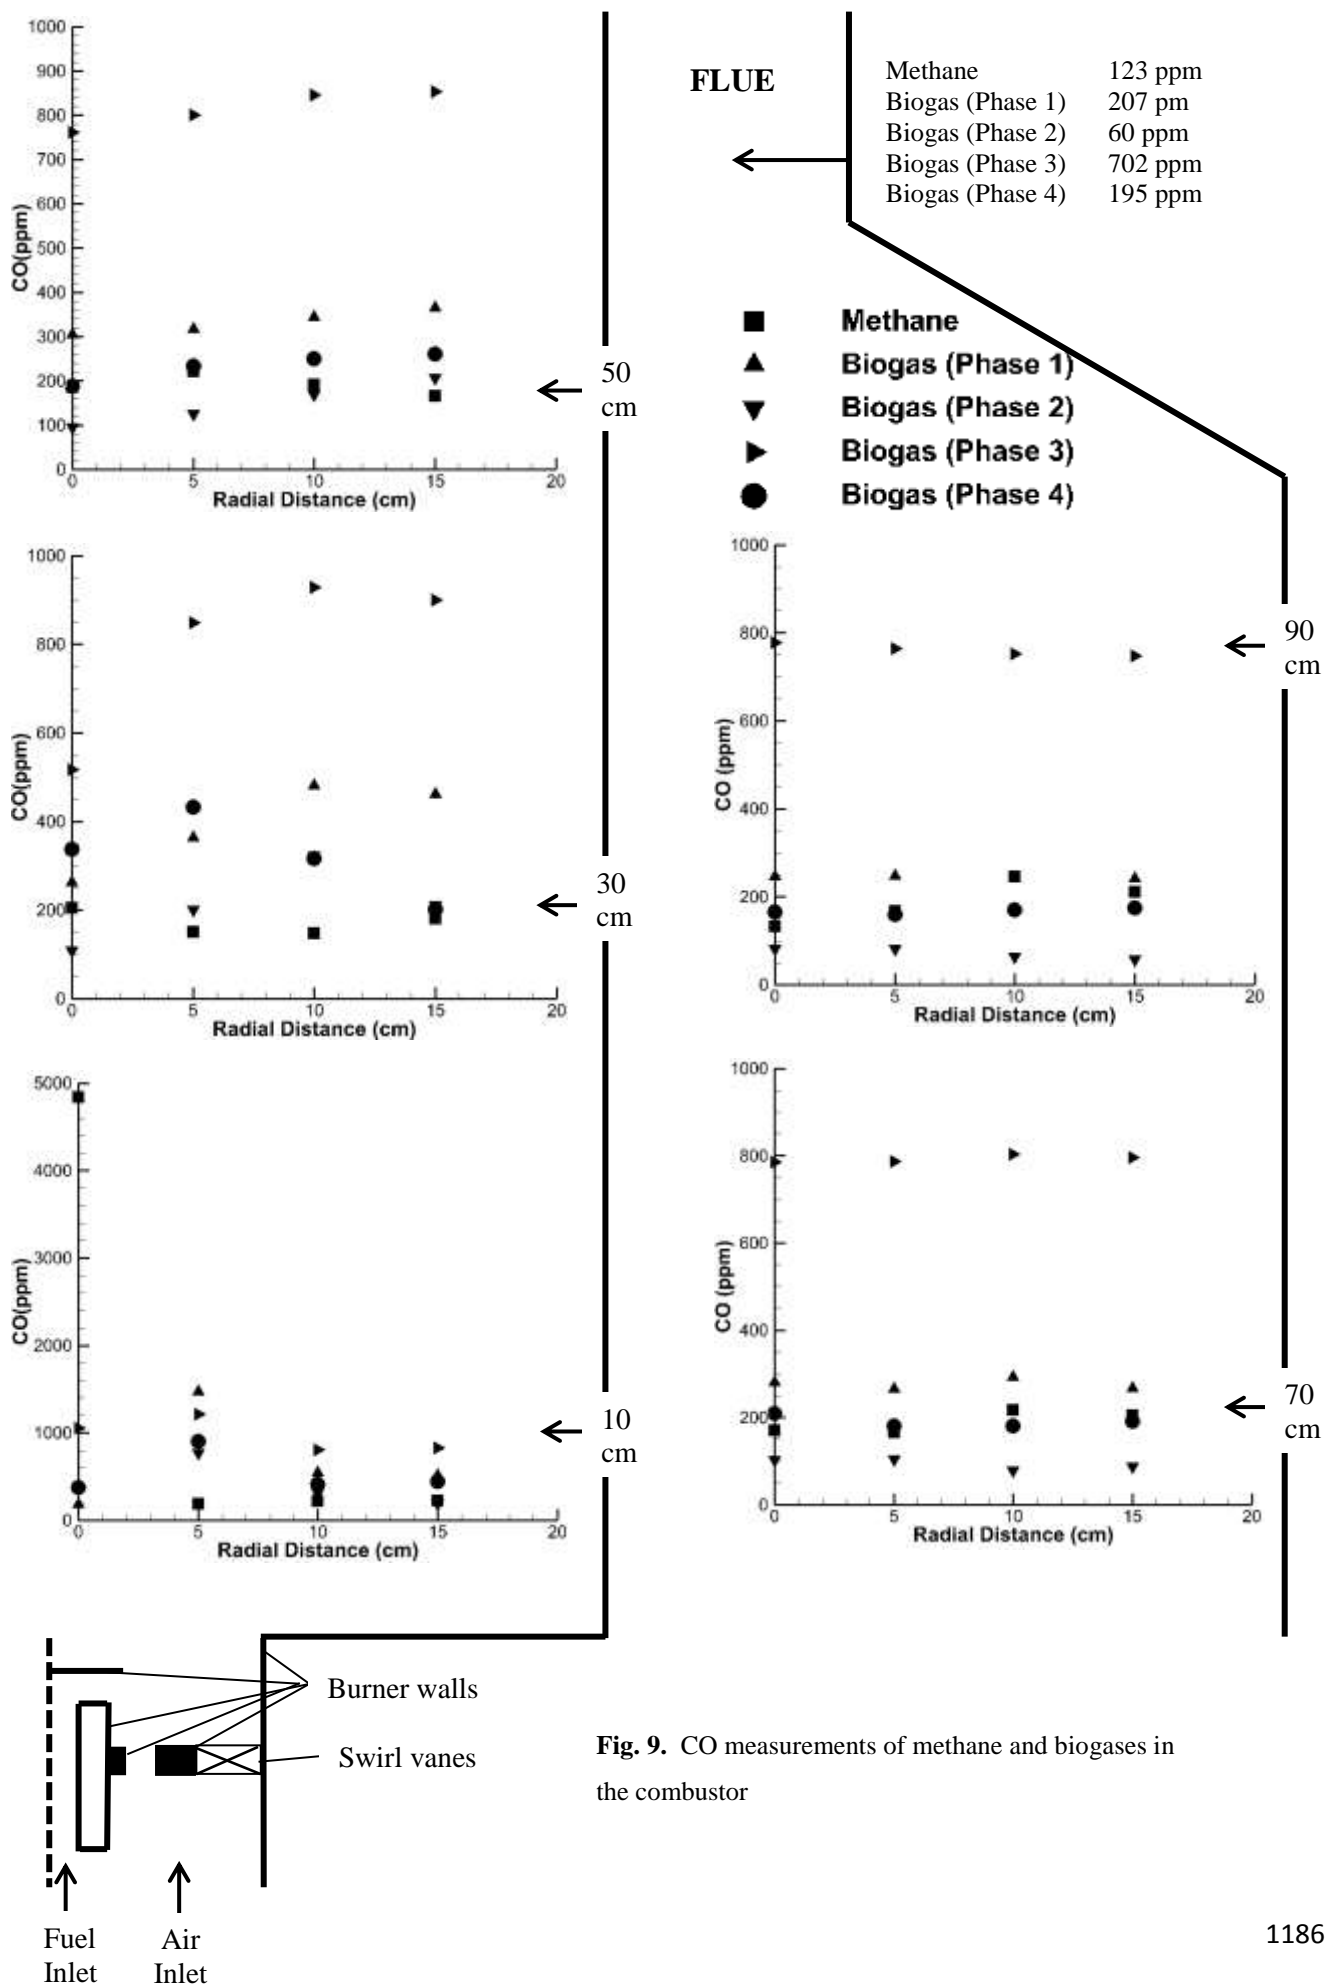 1000
900
800
700
600
500
400
300
200
100
0
CO(ppm)
0 5 10 15 20
Radial Distance (cm)
FLUE
Methane 123 ppm
Biogas (Phase 1) 207 pm
Biogas (Phase 2) 60 ppm
Biogas (Phase 3) 702 ppm
Biogas (Phase 4) 195 ppm
Methane
Biogas (Phase 1)
Biogas (Phase 2)
Biogas (Phase 3)
Biogas (Phase 4)
50
cm
1000
800
600
400
200
0
CO(ppm)
0 5 10 15 20
Radial Distance (cm)
30
cm
1000
800
600
400
200
0
CO (ppm)
0 5 10 15 20
Radial Distance (cm)
90
cm
5000
4000
3000
2000
1000
0
CO(ppm)
0 5 10 15 20
Radial Distance (cm)
10
cm
1000
800
600
400
200
0
CO (ppm)
0 5 10 15 20
Radial Distance (cm)
70
cm
Burner walls
Swirl vanes
Fuel
Inlet
Air
Inlet
Fig. 9. CO measurements of methane and biogases in
the combustor
1186